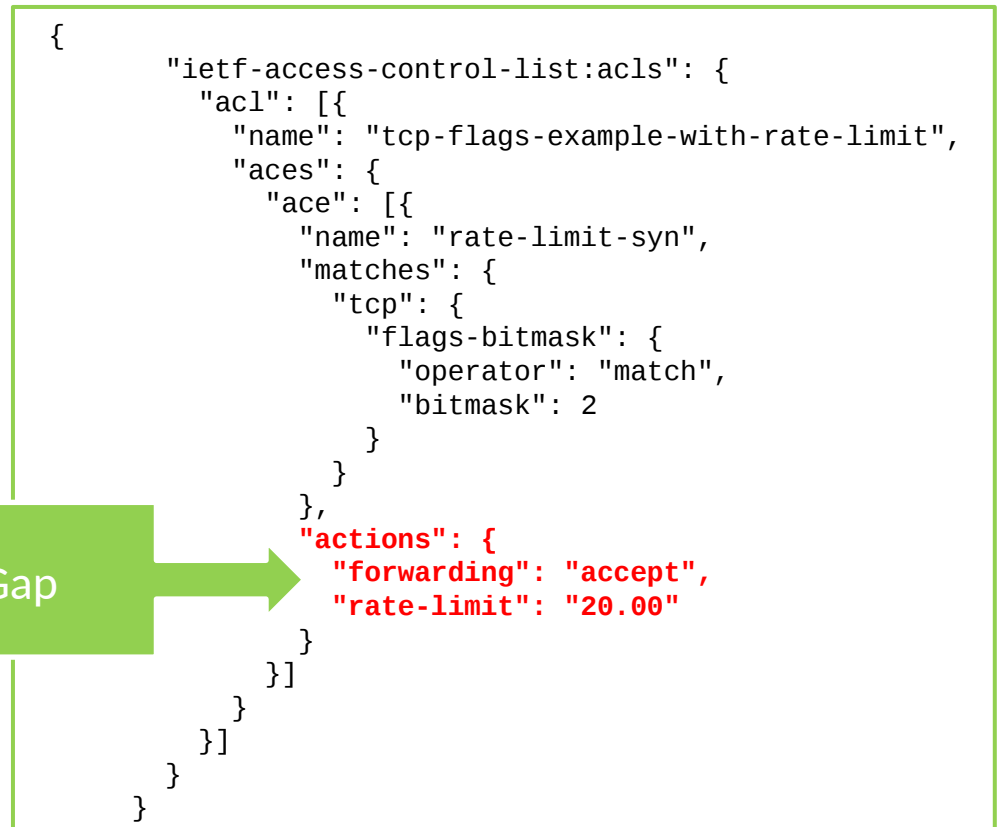 {
"ietf-access-control-list:acls": {
"acl": [{
"name": "tcp-flags-example-with-rate-limit",
"aces": {
"ace": [{
"name": "rate-limit-syn",
"matches": {
"tcp": {
"flags-bitmask": {
"operator": "match",
"bitmask": 2
}
}
},
"actions": {
Gap
"forwarding": "accept",
"rate-limit": "20.00"
}
}]
}
}]
}
}